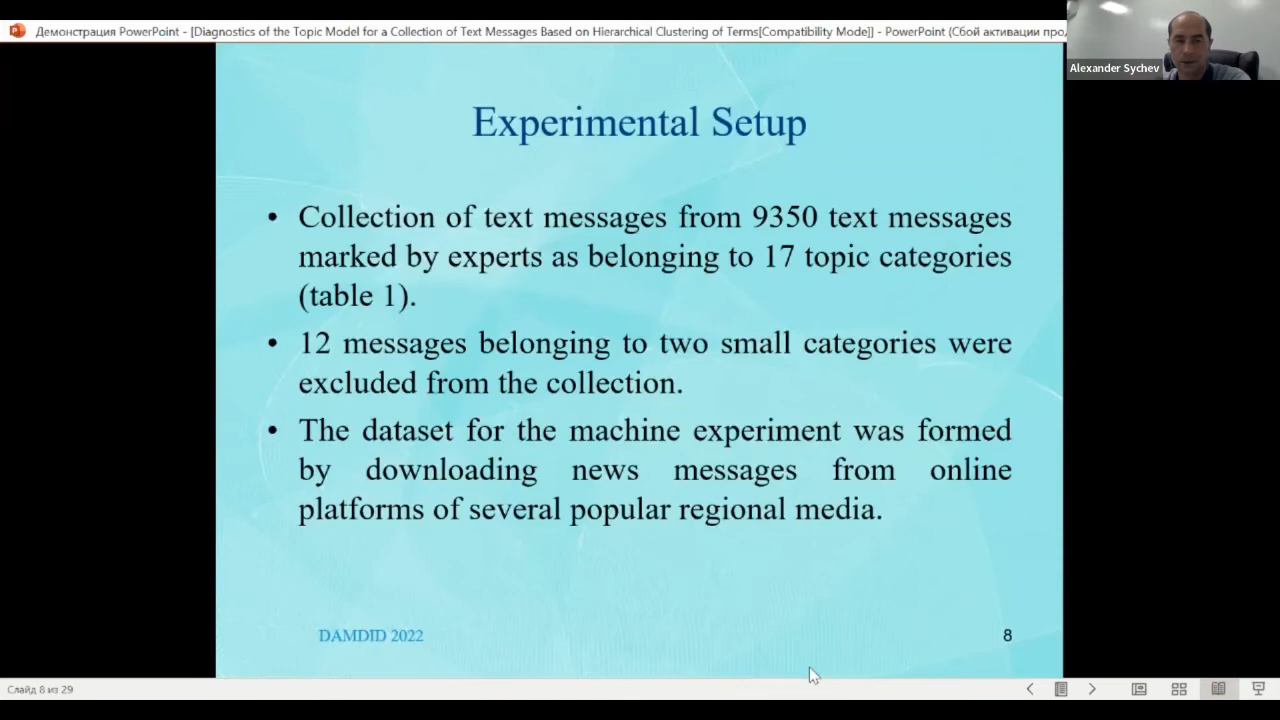 Демонстрация PowerPoint - [Diagnostics of the Topic Model for a Collection of Text Messages Based on Hierarchical Clustering of Terms[Compatibility Mode]] - PowerPoint (Сбой активации про
Alexander Sychev
Experimental Setup
• Collection of text messages from 9350 text messages
marked by experts as belonging to 17 topic categories
(table 1).
• 12 messages belonging to two small categories were
excluded from the collection.
• The dataset for the machine experiment was formed
by downloading news messages from online
platforms of several popular regional media.
DAMDID 2022
8
Слайд 8 из 29